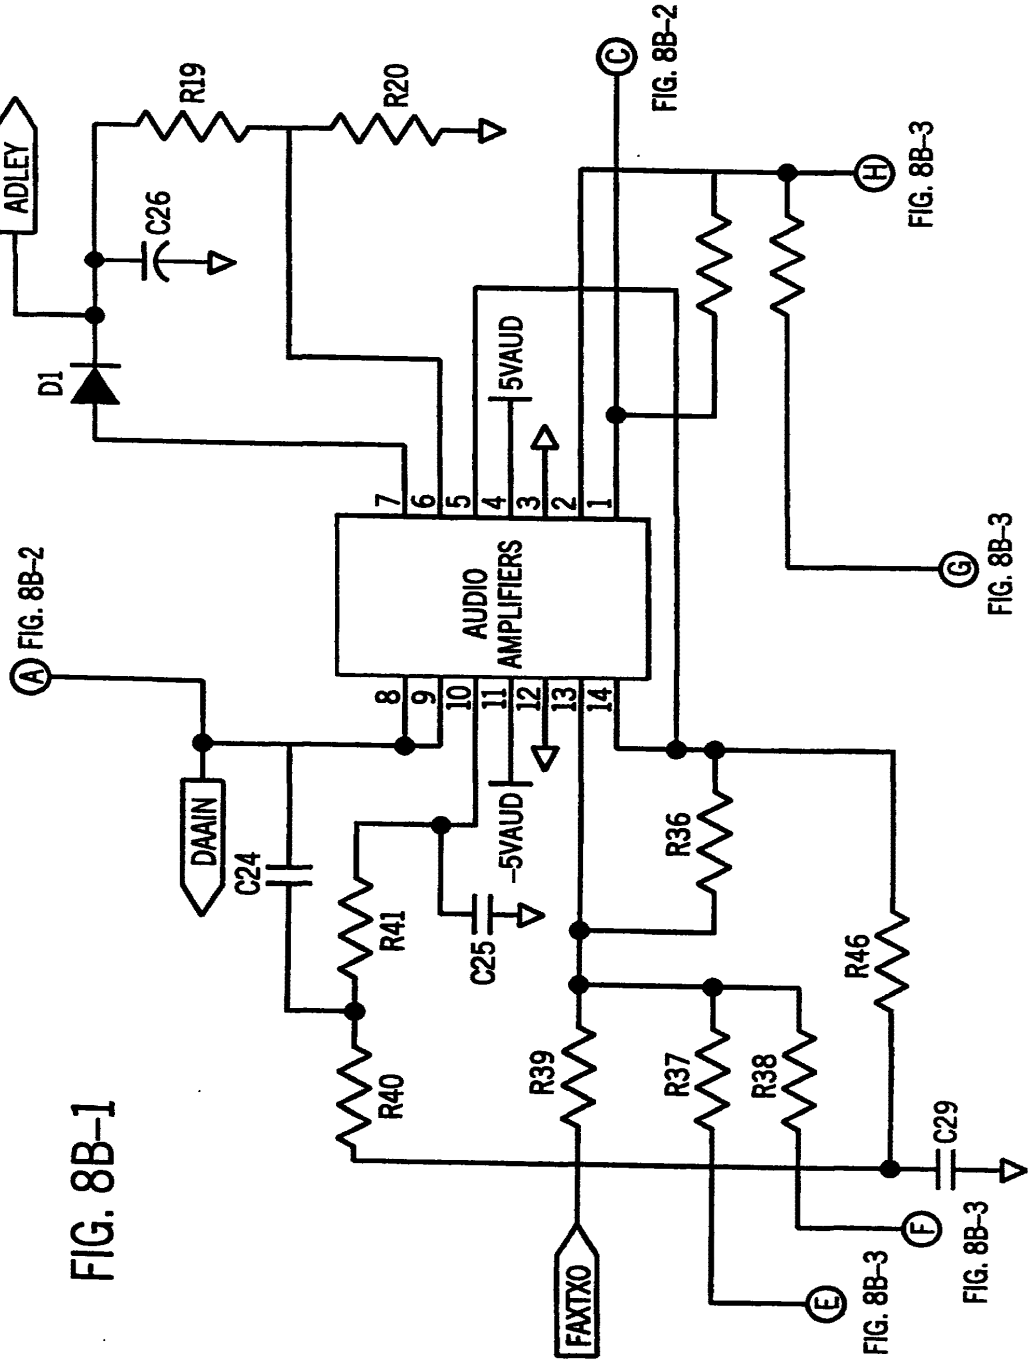 FIG. 8B-1
FAXTXO
E
FIG. 8B-3
F
FIG. 8B-3
R40
R41
C24
DAAIN
A
FIG. 8B-2
C25
R39
R37
R38
R36
R46
C29
-5VAUD
8
9
10
11
12
13
14
AUDIO
AMPLIFIERS
7
6
5
4
3
2
1
5VAUD
D1
ADLEY
C26
R19
R20
C
FIG. 8B-2
G
FIG. 8B-3
H
FIG. 8B-3